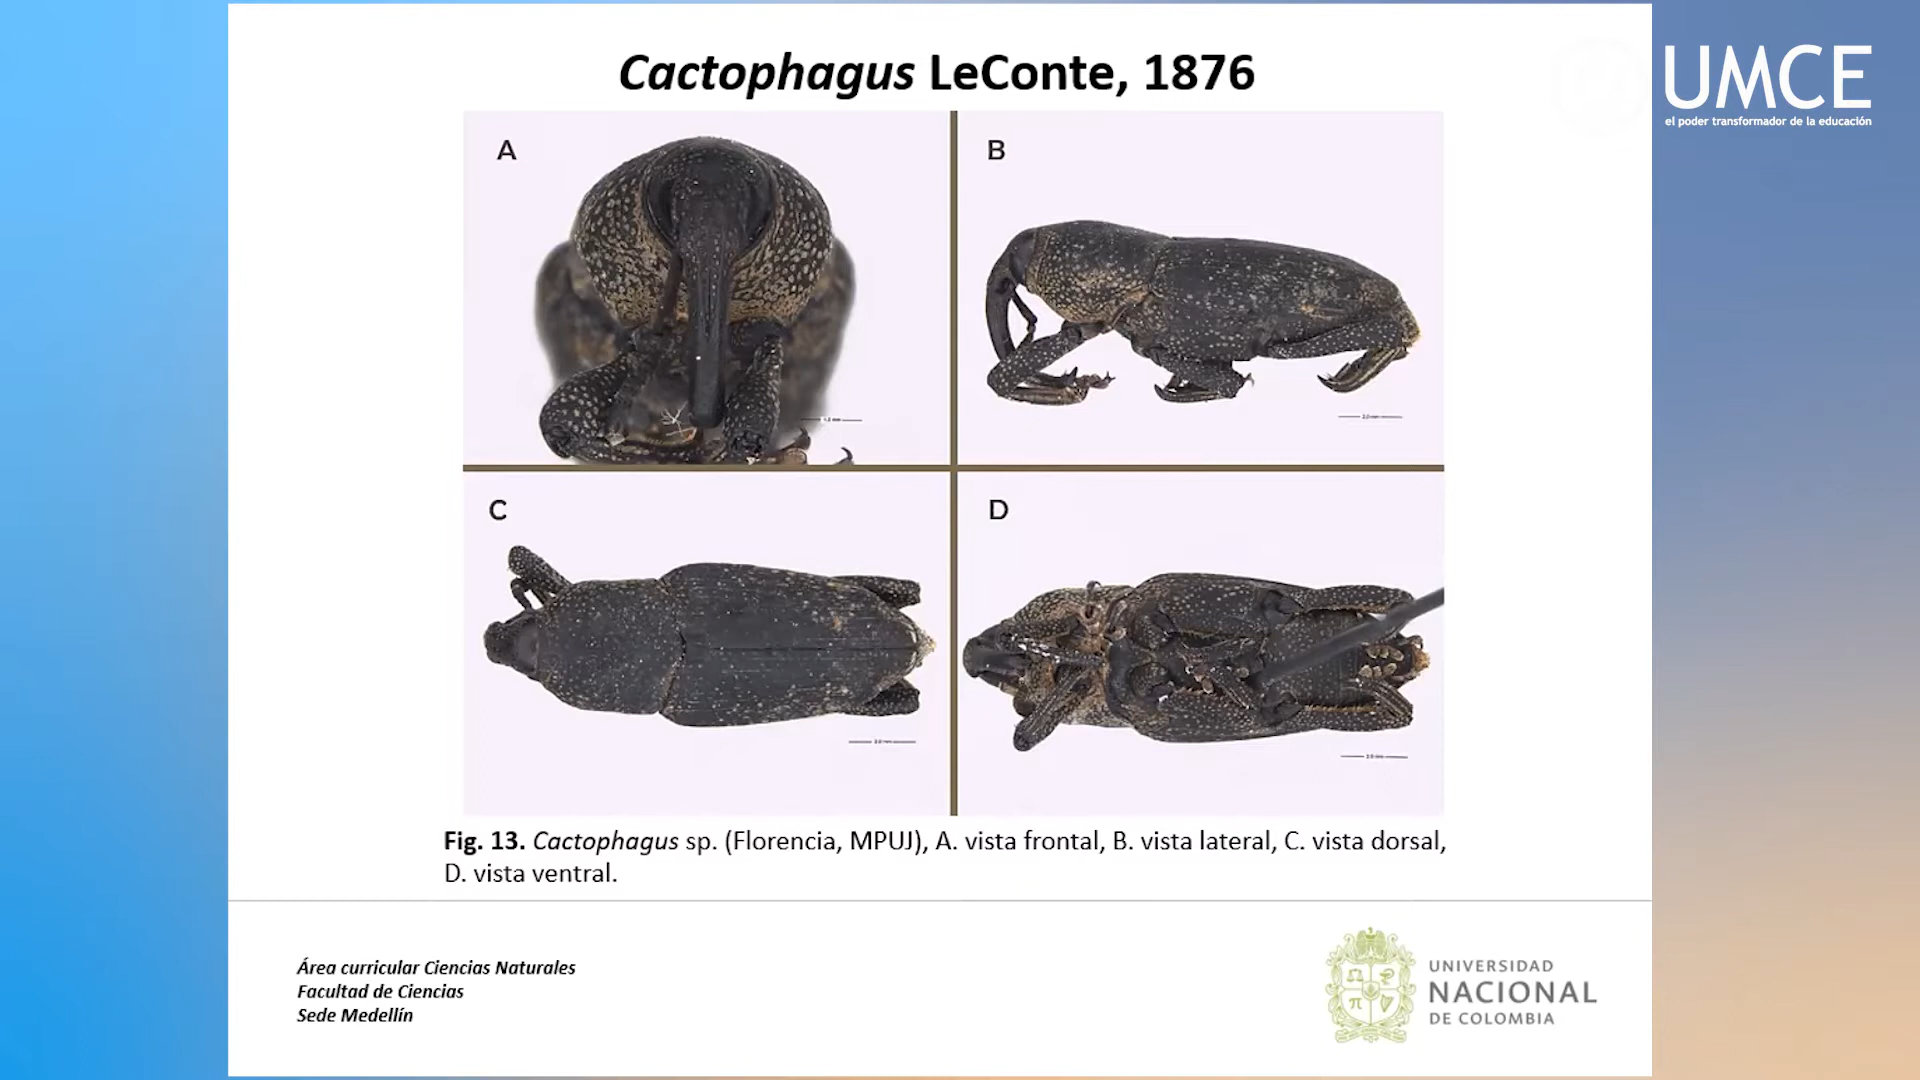 Cactophagus LeConte, 1876
UMCE
el poder transformador de la educación
A
B
C
D
Fig. 13. Cactophagus sp. (Florencia, MPUJ), A. vista frontal, B. vista lateral, C. vista dorsal,
D. vista ventral.
Área curricular Ciencias Naturales
Facultad de Ciencias
Sede Medellín
UNIVERSIDAD
NACIONAL
DE COLOMBIA